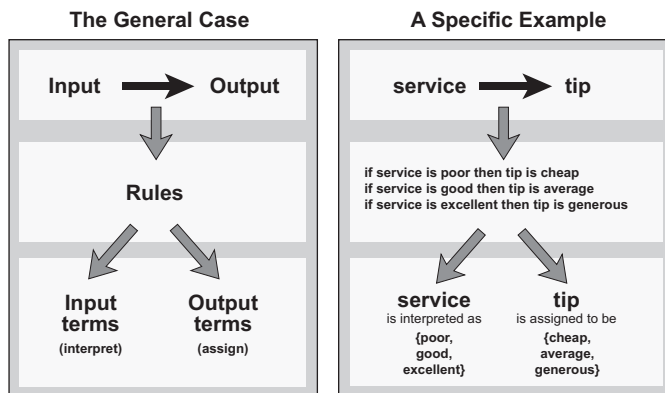 The General Case
Input Output
Rules
Input Output
terms terms
(interpret) (assign)
A Specific Example
service tip
if service is poor then tip is cheap
if service is good then tip is average
if service is excellent then tip is generous
service tip
is interpreted as is assigned to be
{poor, {cheap,
good, average,
excellent} generous}